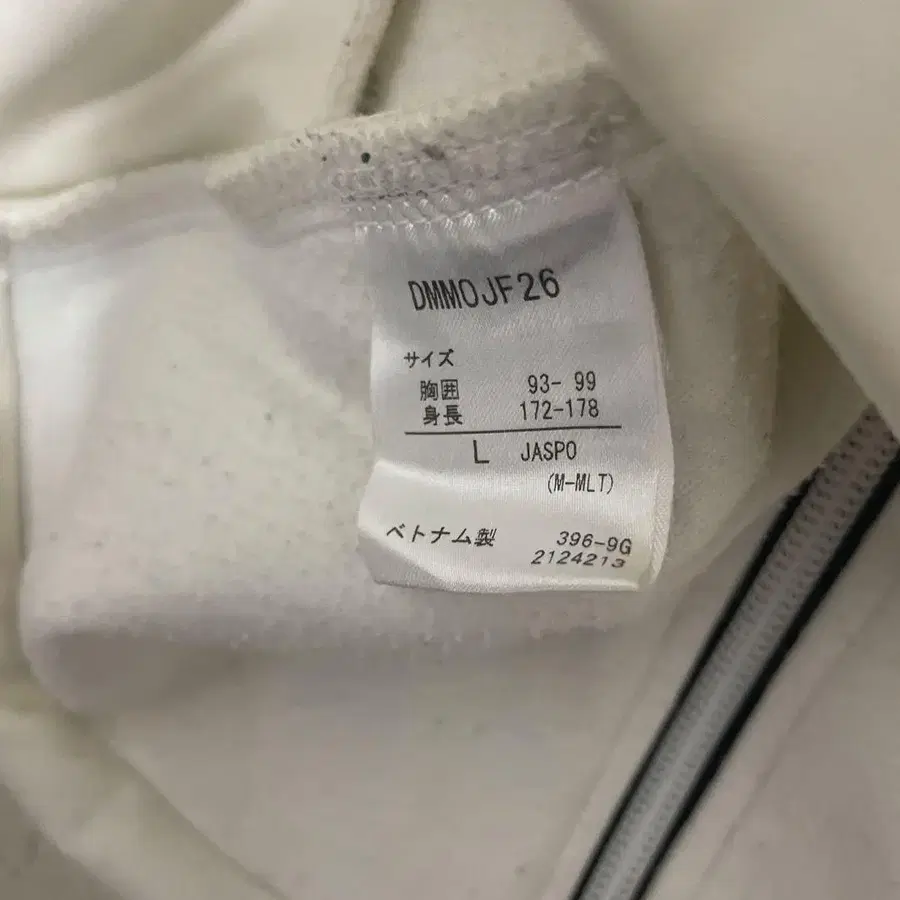 DMMOJF26
サイズ
胸囲 93- 99
身長 172-178
L JASPO
(M-MLT)
ベトナム製 396-9G
2124213